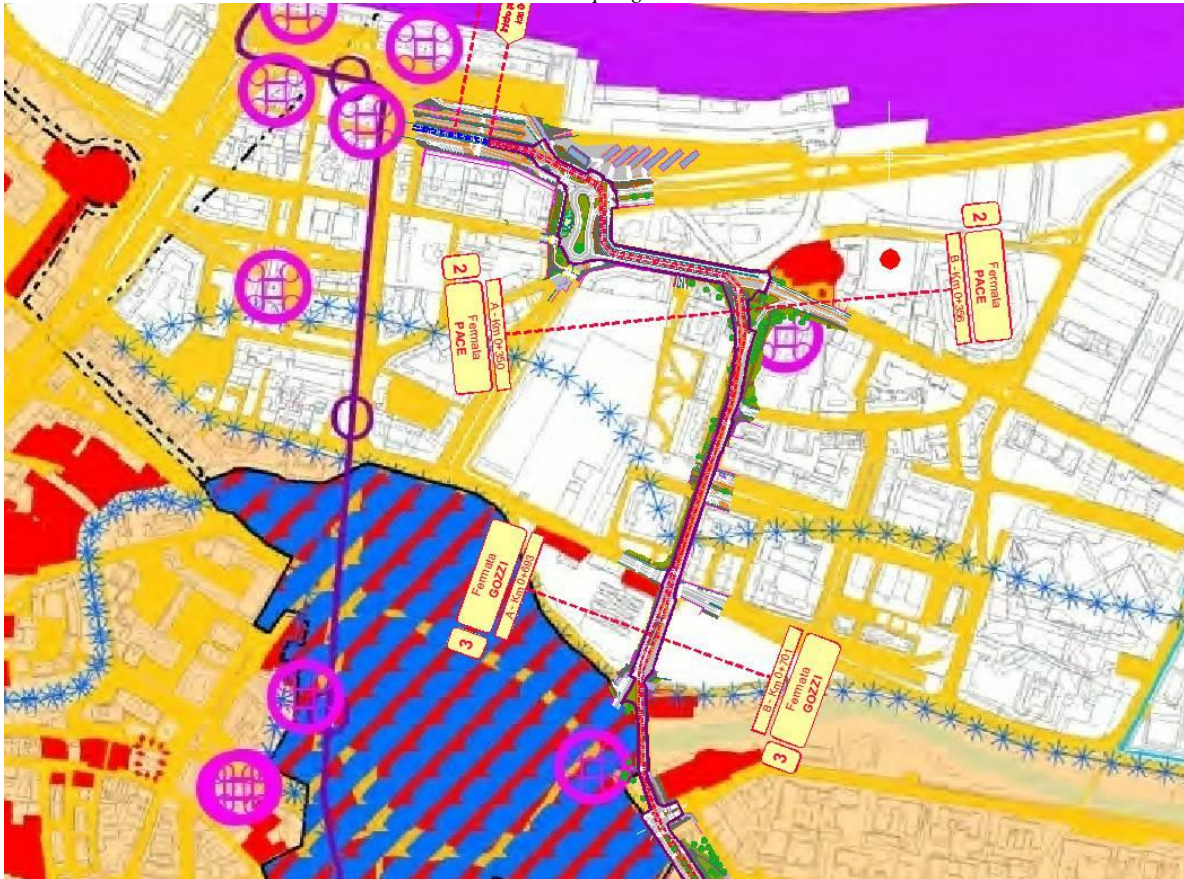 2
Fermata
PACE
A - Km 0+350
2
Fermata
PACE
B - Km 0+356
3
Fermata
GOZZI
A - Km 0+693
3
Fermata
GOZZI
B - Km 0+701